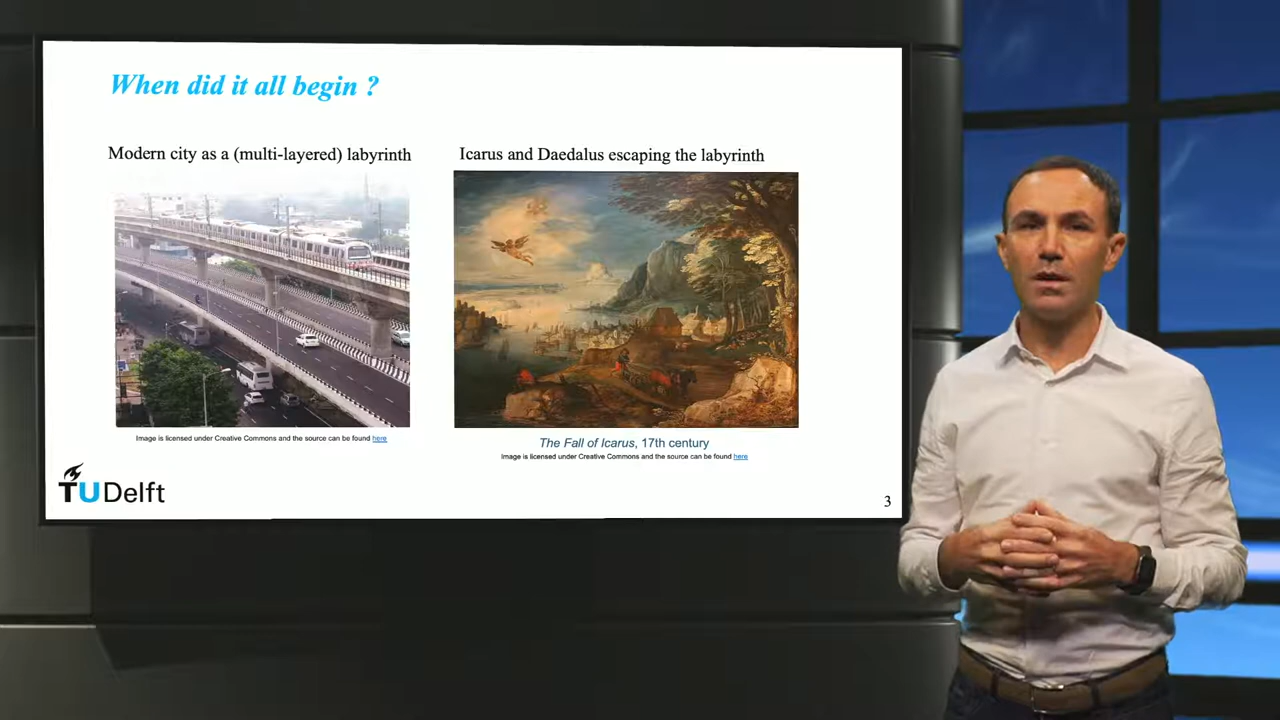 When did it all begin ?
Modern city as a (multi-layered) labyrinth
Icarus and Daedalus escaping the labyrinth
Image is licensed under Creative Commons and the source can be found here
The Fall of Icarus, 17th century
Image is licensed under Creative Commons and the source can be found here
TU Delft
3